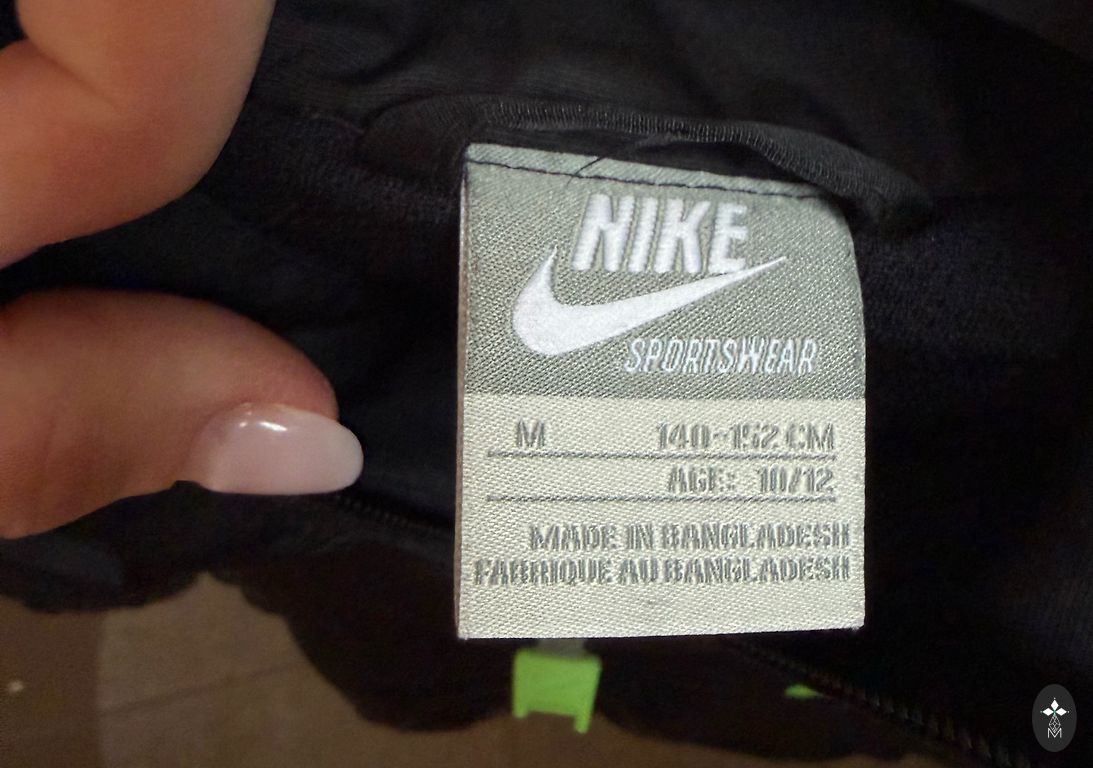 NIKE
SPORTSWEAR
M 140-152 CM
AGE: 10/12
MADE IN BANGLADESH
FABRIQUE AU BANGLADESH
M